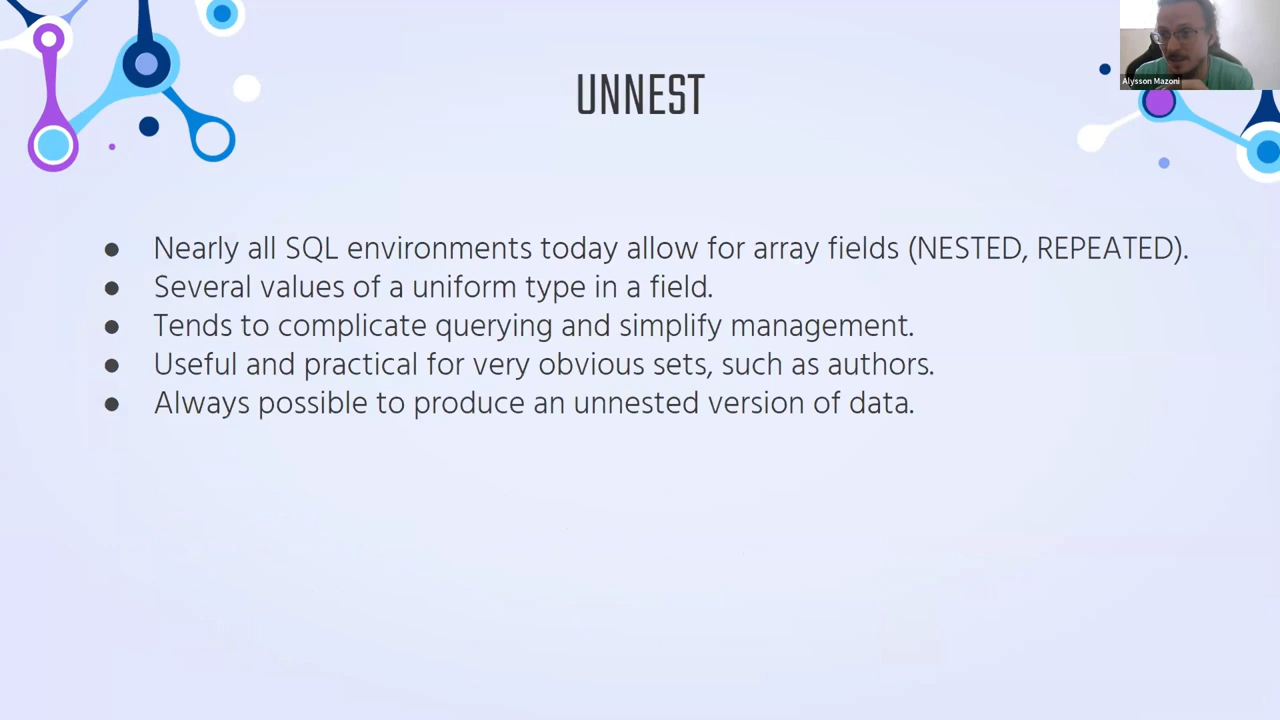 UNNEST
Alysson Mazoni
● Nearly all SQL environments today allow for array fields (NESTED, REPEATED).
● Several values of a uniform type in a field.
● Tends to complicate querying and simplify management.
● Useful and practical for very obvious sets, such as authors.
● Always possible to produce an unnested version of data.